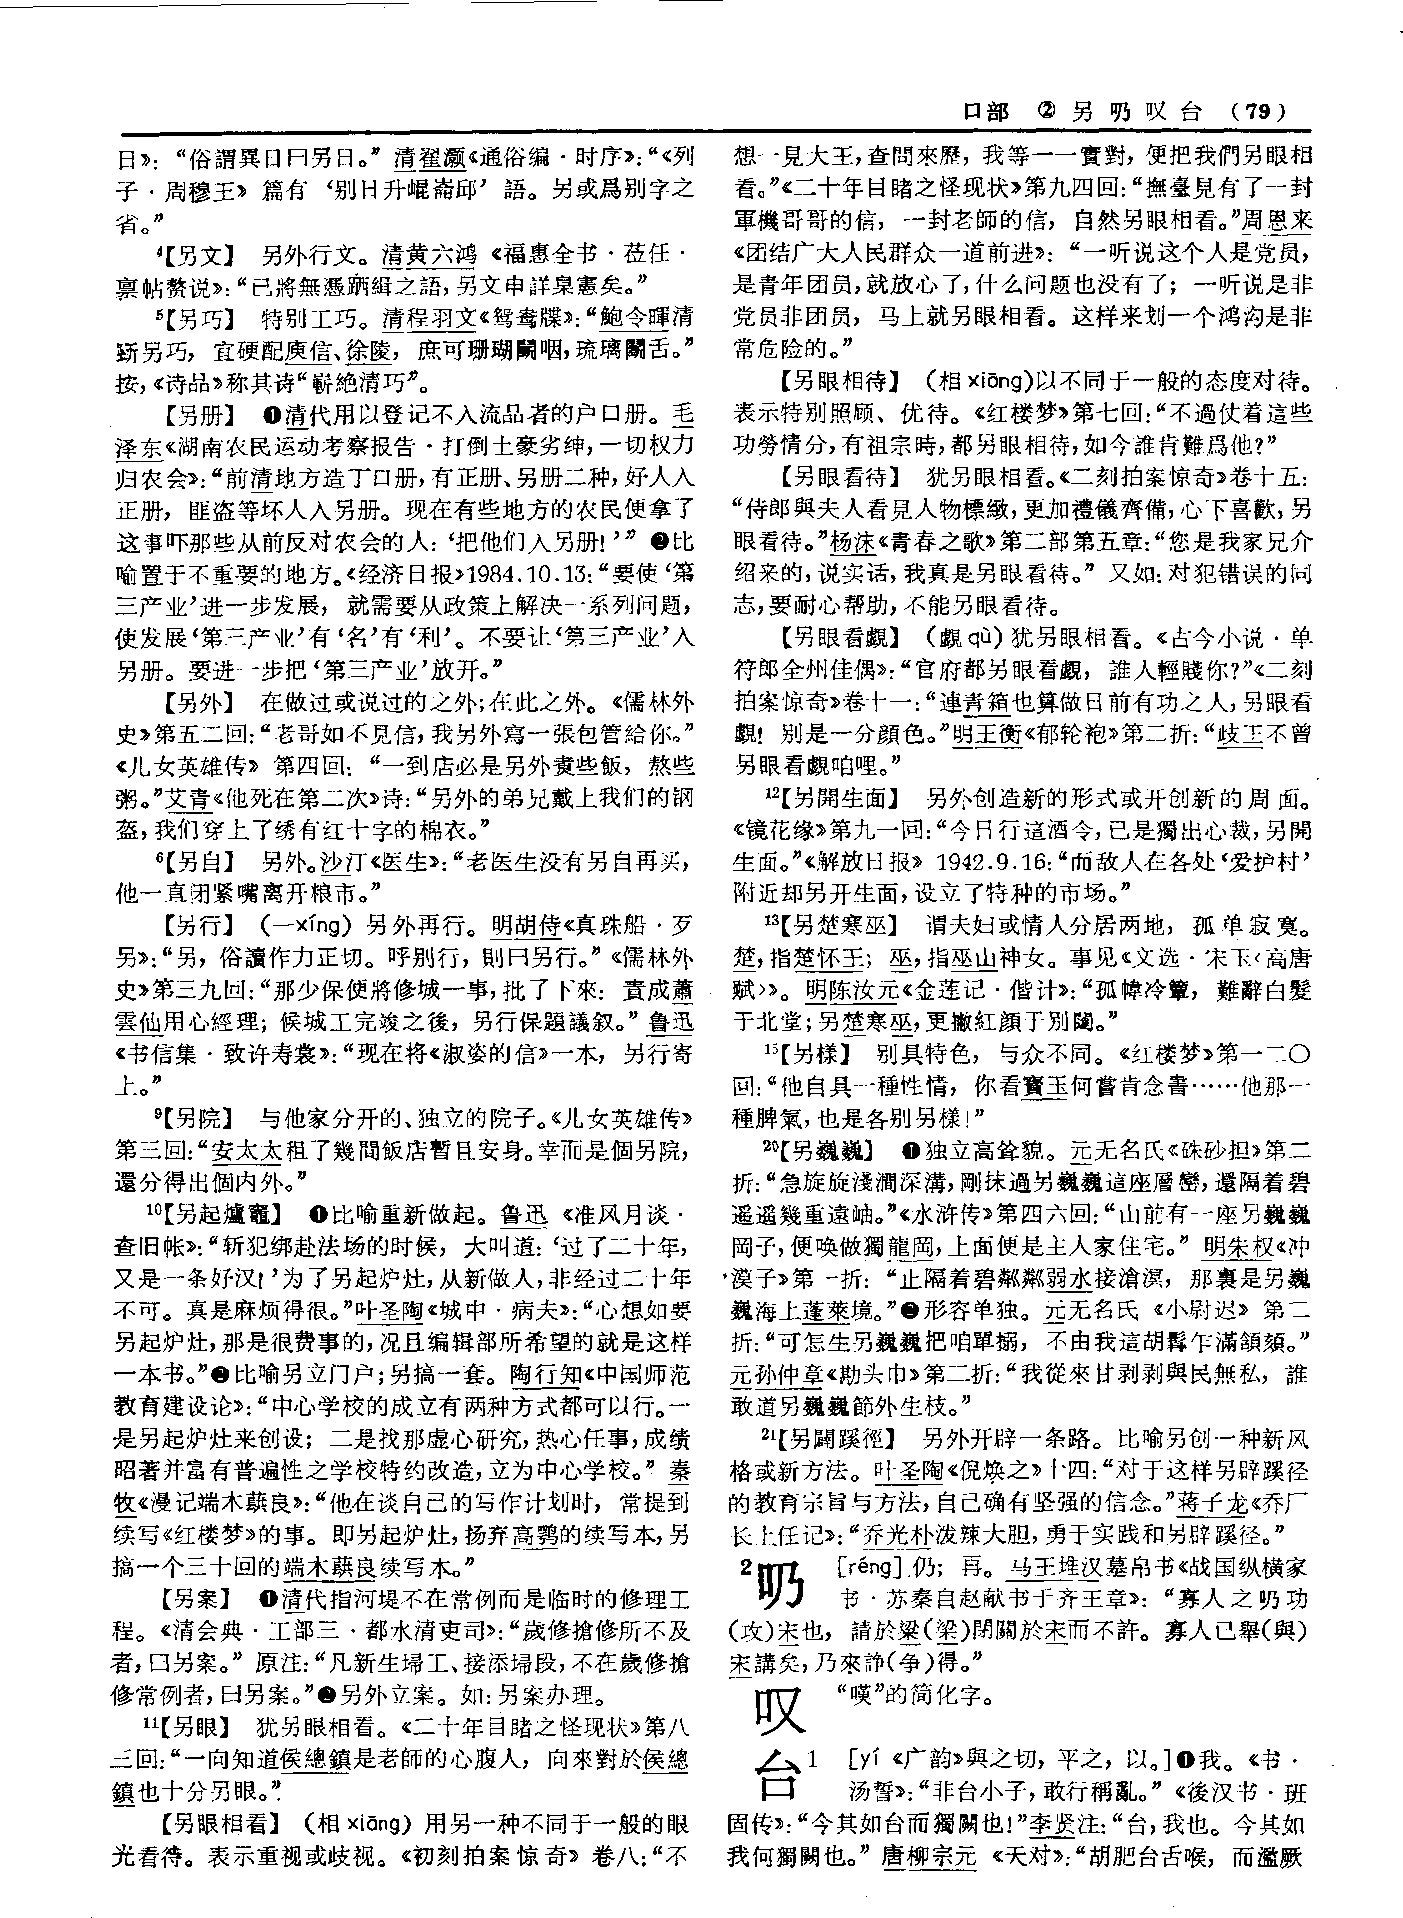 口部 ② 另 𠮨 叹 台 (79)
日》：“俗謂異日曰另日。”清翟灏《通俗编·时序》：“《列
子·周穆王》篇有‘别日升崐崙邱’語。另或爲别字之
省。”
⁴【另文】 另外行文。清黄六鸿《福惠全书·莅任·
禀帖赘说》：“已將無憑緝之語，另文申詳臬憲矣。”
⁵【另巧】 特别工巧。清程羽文《鸳鸯牒》：“鮑令暉清
新另巧，宜硬配庾信、徐陵，庶可珊瑚鬭咽，琉璃鬭舌。”
按，《诗品》称其诗“嶄絶清巧”。
【另册】 ❶清代用以登记不入流品者的户口册。毛
泽东《湖南农民运动考察报告·打倒土豪劣绅，一切权力
归农会》：“前清地方造丁口册，有正册、另册二种，好人入
正册，匪盗等坏人入另册。现在有些地方的农民便拿了
这事吓那些从前反对农会的人：‘把他们入另册！’”❷比
喻置于不重要的地方。《经济日报》1984.10.13：“要使‘第
三产业’进一步发展，就需要从政策上解决一系列问题，
使发展‘第三产业’有‘名’有‘利’。不要让‘第三产业’入
另册。要进一步把‘第三产业’放开。”
【另外】 在做过或说过的之外；在此之外。《儒林外
史》第五二回：“老哥如不見信，我另外寫一張包管給你。”
《儿女英雄传》第四回：“一到店必是另外煑些飯，熬些
粥。”艾青《他死在第二次》诗：“另外的弟兄戴上我们的钢
盔，我们穿上了绣有红十字的棉衣。”
⁶【另自】 另外。沙汀《医生》：“老医生没有另自再买，
他一直闭紧嘴离开粮市。”
【另行】 （—xíng）另外再行。明胡侍《真珠船·歹
另》：“另，俗讀作力正切。呼别行，則曰另行。”《儒林外
史》第三九回：“那少保便將修城一事，批了下來：責成蕭
雲仙用心經理；候城工完竣之後，另行保題議叙。”鲁迅
《书信集·致许寿裳》：“现在将《淑姿的信》一本，另行寄
上。”
⁹【另院】 与他家分开的、独立的院子。《儿女英雄传》
第三回：“安太太租了幾間飯店暫且安身。幸而是個另院，
還分得出個内外。”
¹⁰【另起爐竈】 ❶比喻重新做起。鲁迅《准风月谈·
查旧帐》：“斩犯绑赴法场的时候，大叫道：‘过了二十年，
又是一条好汉！’为了另起炉灶，从新做人，非经过二十年
不可。真是麻烦得很。”叶圣陶《城中·病夫》：“心想如要
另起炉灶，那是很费事的，况且编辑部所希望的就是这样
一本书。”❷比喻另立门户；另搞一套。陶行知《中国师范
教育建设论》：“中心学校的成立有两种方式都可以行。一
是另起炉灶来创设；二是找那虚心研究，热心任事，成绩
昭著并富有普遍性之学校特约改造，立为中心学校。”秦
牧《漫记端木蕻良》：“他在谈自己的写作计划时，常提到
续写《红楼梦》的事。即另起炉灶，扬弃高鹗的续写本，另
搞一个三十回的端木蕻良续写本。”
【另案】 ❶清代指河堤不在常例而是临时的修理工
程。《清会典·工部三·都水清吏司》：“歲修搶修所不及
者，曰另案。”原注：“凡新生埽工、接添埽段，不在歲修搶
修常例者，曰另案。”❷另外立案。如：另案办理。
¹¹【另眼】 犹另眼相看。《二十年目睹之怪现状》第八
三回：“一向知道侯總鎮是老師的心腹人，向來對於侯總
鎮也十分另眼。”
【另眼相看】（相 xiāng）用另一种不同于一般的眼
光看待。表示重视或歧视。《初刻拍案惊奇》卷八：“不
想一見大王，查問來歷，我等一一實對，便把我們另眼相
看。”《二十年目睹之怪现状》第九四回：“撫臺見有了一封
軍機哥哥的信，一封老師的信，自然另眼相看。”周恩来
《团结广大人民群众一道前进》：“一听说这个人是党员，
是青年团员，就放心了，什么问题也没有了；一听说是非
党员非团员，马上就另眼相看。这样来划一个鸿沟是非
常危险的。”
【另眼相待】（相 xiāng）以不同于一般的态度对待。
表示特别照顾、优待。《红楼梦》第七回：“不過仗着這些
功勞情分，有祖宗時，都另眼相待，如今誰肯難爲他？”
【另眼看待】 犹另眼相看。《二刻拍案惊奇》卷十五：
“侍郎與夫人看見人物標緻，更加禮儀齊備，心下喜歡，另
眼看待。”杨沫《青春之歌》第二部第五章：“您是我家兄介
绍来的，说实话，我真是另眼看待。”又如：对犯错误的同
志，要耐心帮助，不能另眼看待。
【另眼看覷】（覷 qù）犹另眼相看。《古今小说·单
符郎全州佳偶》：“官府都另眼看覷，誰人輕賤你？”《二刻
拍案惊奇》卷十一：“連青箱也算做日前有功之人，另眼看
覷！别是一分顔色。”明王衡《郁轮袍》第二折：“歧王不曾
另眼看覷咱哩。”
¹²【另開生面】 另外创造新的形式或开创新的局面。
《镜花缘》第九一回：“今日行這酒令，已是獨出心裁，另開
生面。”《解放日报》1942.9.16：“而敌人在各处‘爱护村’
附近却另开生面，设立了特种的市场。”
¹³【另楚寒巫】 谓夫妇或情人分居两地，孤单寂寞。
楚，指楚怀王；巫，指巫山神女。事见《文选·宋玉〈高唐
赋〉》。明陈汝元《金莲记·偕计》：“孤幃冷簟，難辭白髮
于北堂；另楚寒巫，更撇紅顔于别閣。”
¹⁵【另樣】 别具特色，与众不同。《红楼梦》第一二〇
回：“他自具一種性情，你看寶玉何嘗肯念書……他那一
種脾氣，也是各别另樣！”
²⁰【另巍巍】 ❶独立高耸貌。元无名氏《硃砂担》第二
折：“急旋旋淺澗深溝，剛抹過另巍巍這座層巒，還隔着碧
遥遥幾重遠岫。”《水浒传》第四六回：“山前有一座另巍巍
岡子，便唤做獨龍岡，上面便是主人家住宅。”明朱权《冲
漠子》第一折：“止隔着碧粼粼弱水接滄溟，那裏是另巍
巍海上蓬萊境。”❷形容单独。元无名氏《小尉迟》第二
折：“可怎生另巍巍把咱單搦，不由我這胡髯乍滿頷頦。”
元孙仲章《勘头巾》第二折：“我從來甘剥剥與民無私，誰
敢道另巍巍節外生枝。”
²¹【另闢蹊徑】 另外开辟一条路。比喻另创一种新风
格或新方法。叶圣陶《倪焕之》十四：“对于这样另辟蹊径
的教育宗旨与方法，自己确有坚强的信念。”蒋子龙《乔厂
长上任记》：“乔光朴泼辣大胆，勇于实践和另辟蹊径。”
²𠮨 [réng]仍；再。马王堆汉墓帛书《战国纵横家
书·苏秦自赵献书于齐王章》：“寡人之𠮨功
(攻)宋也，請於粱(梁)閉關於宋而不許。寡人已舉(與)
宋講矣，乃來諍(争)得。”
叹 “嘆”的简化字。
台1 [yí《广韵》與之切，平之，以。]❶我。《书·
汤誓》：“非台小子，敢行稱亂。”《後汉书·班
固传》：“今其如台而獨闕也！”李贤注：“台，我也。今其如
我何獨闕也。”唐柳宗元《天对》：“胡肥台舌喉，而濫厥